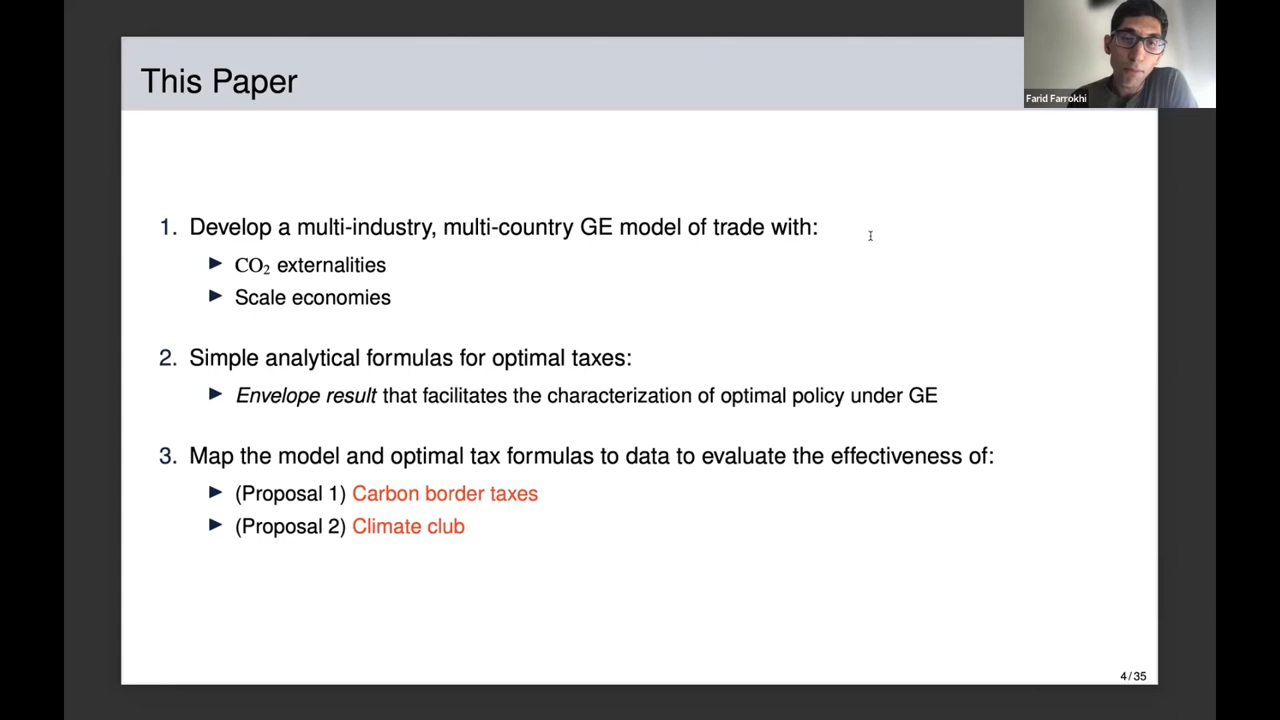 This Paper
Farid Farrokhi
1. Develop a multi-industry, multi-country GE model of trade with:
► CO₂ externalities
► Scale economies
2. Simple analytical formulas for optimal taxes:
► Envelope result that facilitates the characterization of optimal policy under GE
3. Map the model and optimal tax formulas to data to evaluate the effectiveness of:
► (Proposal 1) Carbon border taxes
► (Proposal 2) Climate club
4 / 35